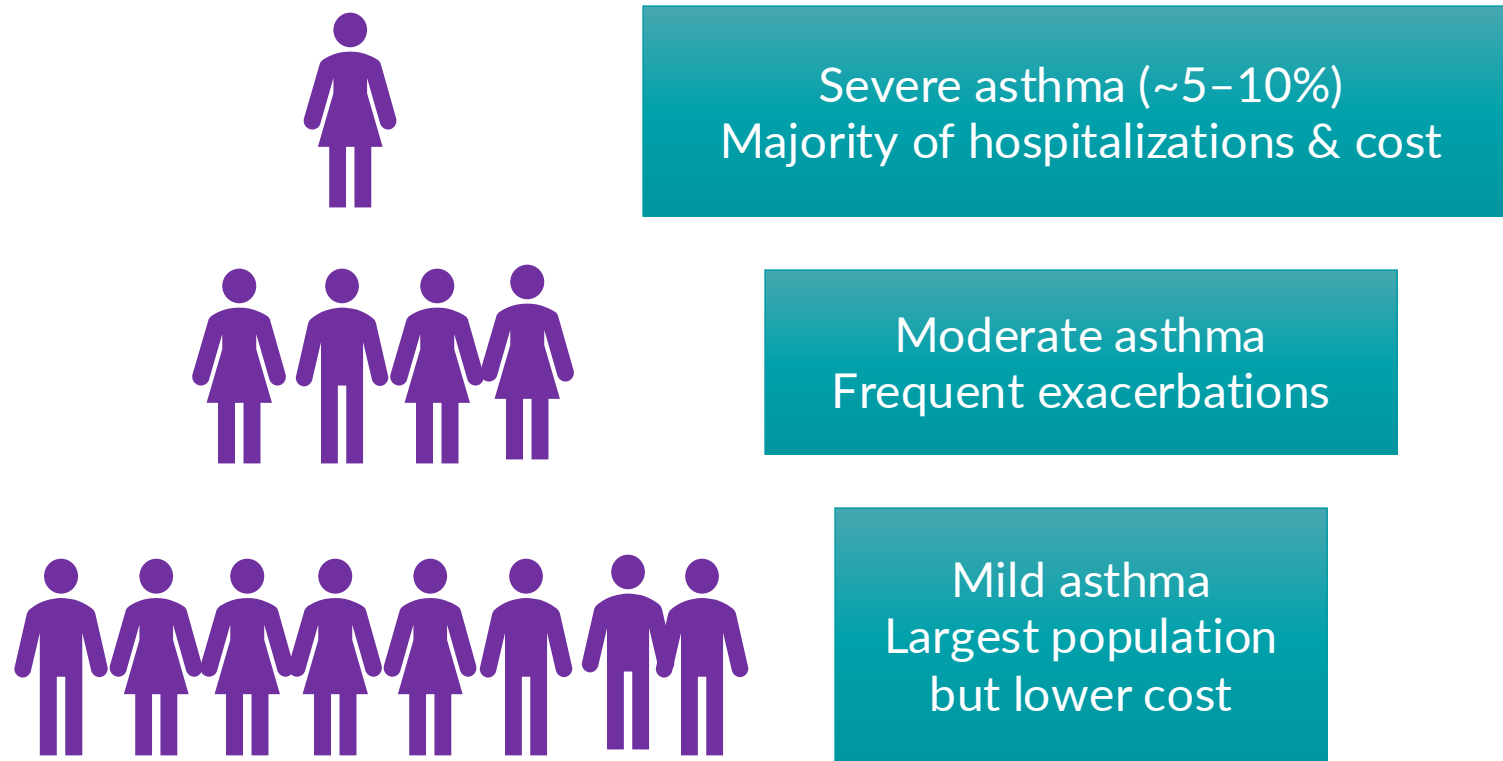 Severe asthma (~5–10%)
Majority of hospitalizations & cost
Moderate asthma
Frequent exacerbations
Mild asthma
Largest population
but lower cost